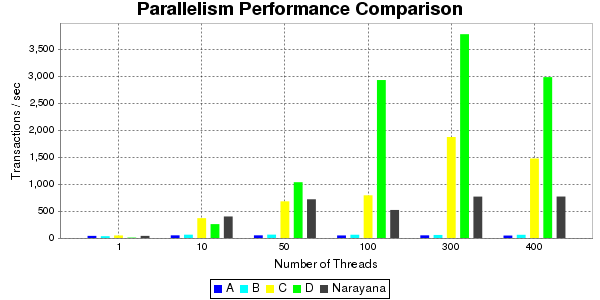 Parallelism Performance Comparison
Transactions / sec
3,500
3,000
2,500
2,000
1,500
1,000
500
0
1 10 50 100 300 400
Number of Threads
A B C D Narayana